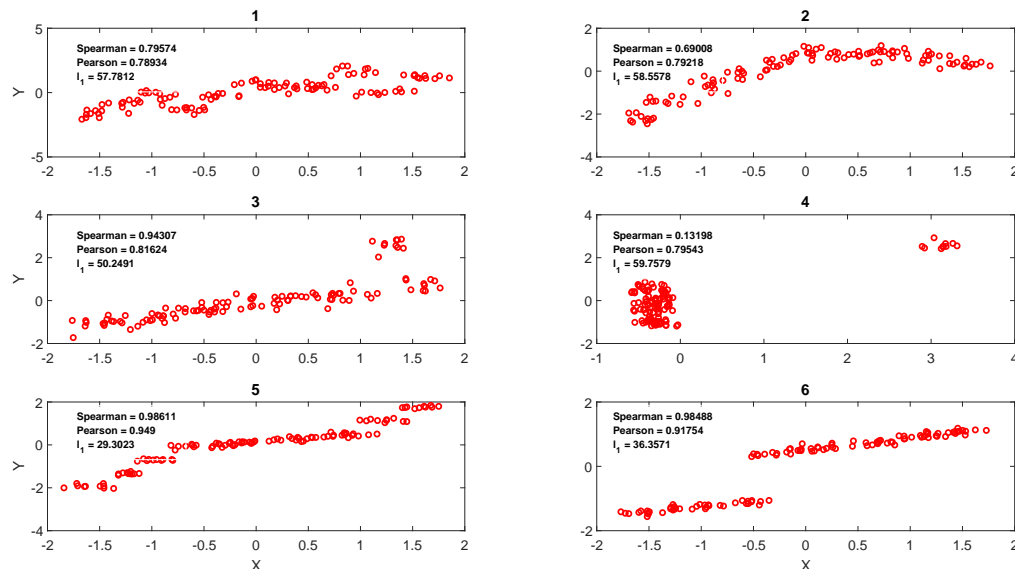 1
Spearman = 0.79574
Pearson = 0.78934
I1 = 57.7812
5
0
-5
Y
-2 -1.5 -1 -0.5 0 0.5 1 1.5 2
2
Spearman = 0.69008
Pearson = 0.79218
I1 = 58.5578
2
0
-2
-4
-2 -1.5 -1 -0.5 0 0.5 1 1.5 2
3
Spearman = 0.94307
Pearson = 0.81624
I1 = 50.2491
4
2
0
-2
Y
-2 -1.5 -1 -0.5 0 0.5 1 1.5 2
4
Spearman = 0.13198
Pearson = 0.79543
I1 = 59.7579
4
2
0
-2
-1 0 1 2 3 4
5
Spearman = 0.98611
Pearson = 0.949
I1 = 29.3023
2
0
-2
-4
Y
-2 -1.5 -1 -0.5 0 0.5 1 1.5 2
X
6
Spearman = 0.98488
Pearson = 0.91754
I1 = 36.3571
2
0
-2
-2 -1.5 -1 -0.5 0 0.5 1 1.5 2
X